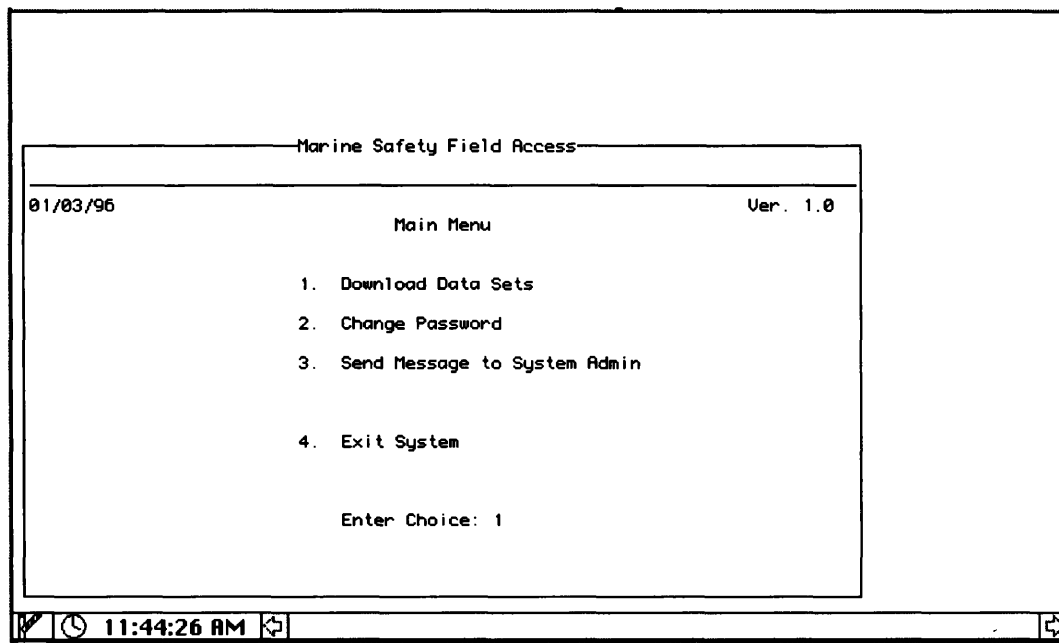 Marine Safety Field Access
01/03/96 Ver. 1.0
Main Menu
1. Download Data Sets
2. Change Password
3. Send Message to System Admin
4. Exit System
Enter Choice: 1
11:44:26 AM